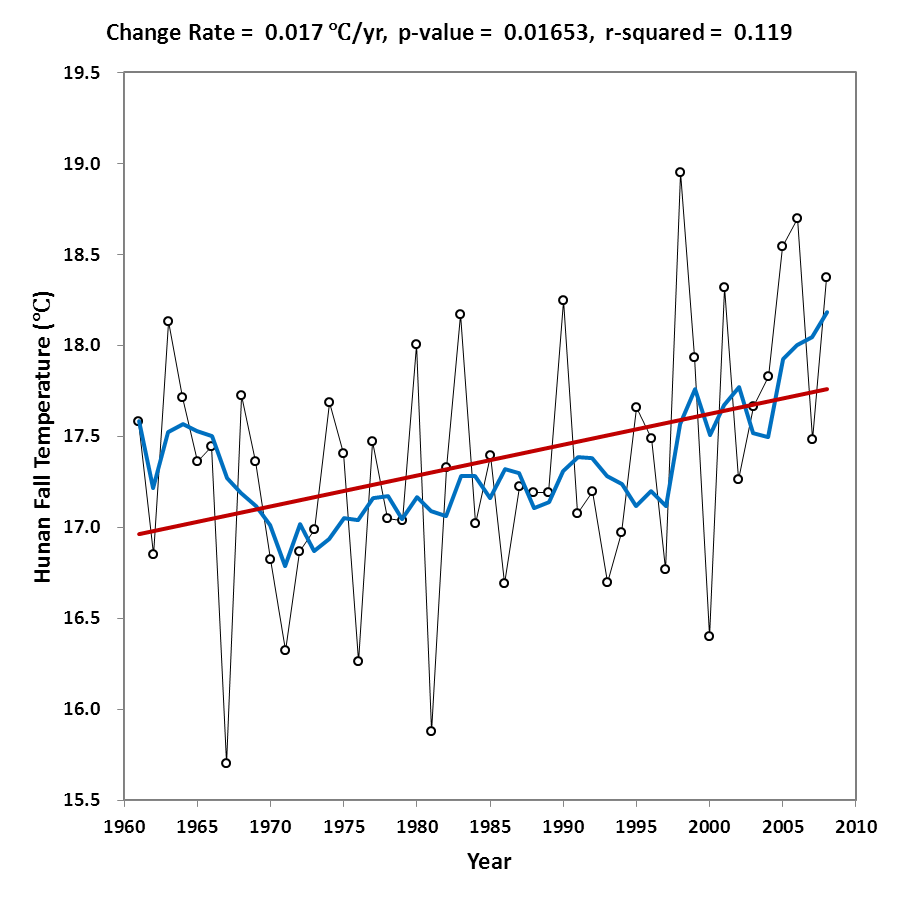 Change Rate = 0.017 ℃/yr, p-value = 0.01653, r-squared = 0.119
19.5
19.0
18.5
18.0
17.5
17.0
16.5
16.0
15.5
Hunan Fall Temperature (℃)
1960 1965 1970 1975 1980 1985 1990 1995 2000 2005 2010
Year